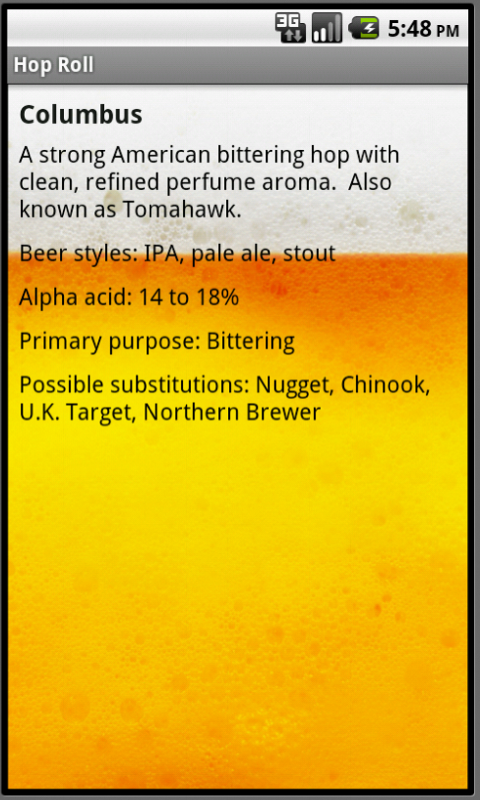 3G 5:48 PM
Hop Roll
Columbus
A strong American bittering hop with
clean, refined perfume aroma.  Also
known as Tomahawk.
Beer styles: IPA, pale ale, stout
Alpha acid: 14 to 18%
Primary purpose: Bittering
Possible substitutions: Nugget, Chinook,
U.K. Target, Northern Brewer